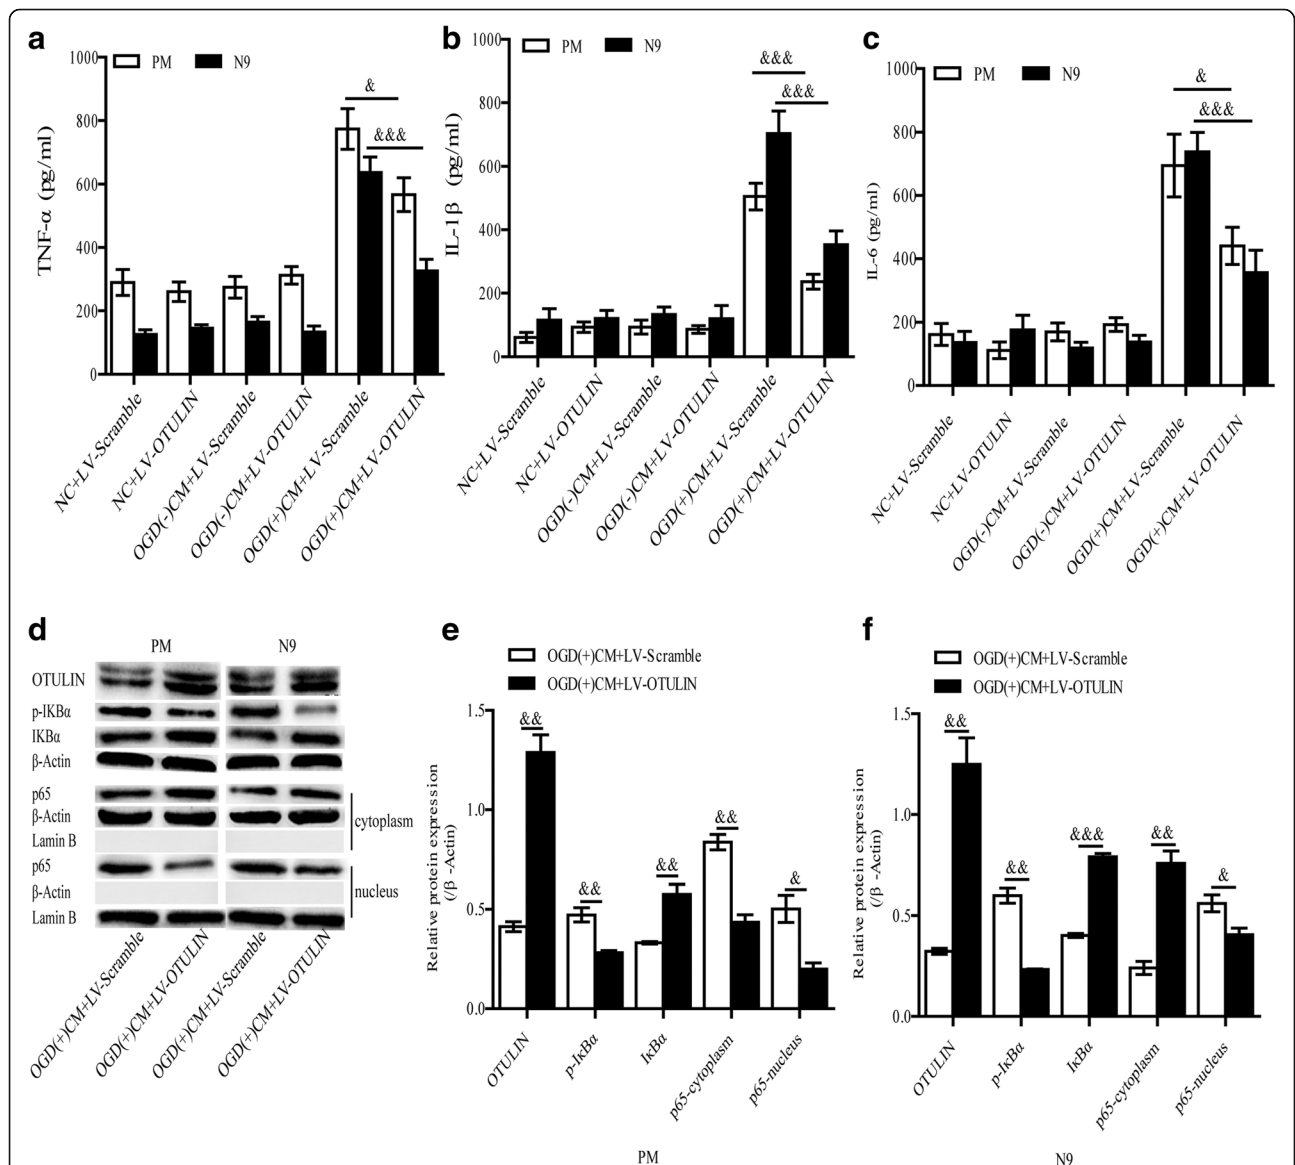 a
1000
800
600
400
200
0
TNF-α (pg/ml)
PM
N9
&
&&&
NC+LV-Scramble
NC+LV-OTULIN
OGD(-)CM+LV-Scramble
OGD(-)CM+LV-OTULIN
OGD(+)CM+LV-Scramble
OGD(+)CM+LV-OTULIN
b
1000
800
600
400
200
0
IL-1β (pg/ml)
PM
N9
&&&
&&&
NC+LV-Scramble
NC+LV-OTULIN
OGD(-)CM+LV-Scramble
OGD(-)CM+LV-OTULIN
OGD(+)CM+LV-Scramble
OGD(+)CM+LV-OTULIN
c
1000
800
600
400
200
0
IL-6 (pg/ml)
PM
N9
&
&&&
NC+LV-Scramble
NC+LV-OTULIN
OGD(-)CM+LV-Scramble
OGD(-)CM+LV-OTULIN
OGD(+)CM+LV-Scramble
OGD(+)CM+LV-OTULIN
d
PM
N9
OTULIN
p-IKBα
IKBα
β-Actin
p65
β-Actin
Lamin B
cytoplasm
p65
β-Actin
Lamin B
nucleus
OGD(+)CM+LV-Scramble
OGD(+)CM+LV-OTULIN
OGD(+)CM+LV-Scramble
OGD(+)CM+LV-OTULIN
e
OGD(+)CM+LV-Scramble
OGD(+)CM+LV-OTULIN
1.5
1.0
0.5
0.0
Relative protein expression
(/β -Actin)
&&
&&
&&
&&
&
OTULIN
p-IκBα
IκBα
p65-cytoplasm
p65-nucleus
PM
f
OGD(+)CM+LV-Scramble
OGD(+)CM+LV-OTULIN
1.5
1.0
0.5
0.0
Relative protein expression
(/β -Actin)
&&
&&
&&&
&&
&
OTULIN
p-IκBα
IκBα
p65-cytoplasm
p65-nucleus
N9